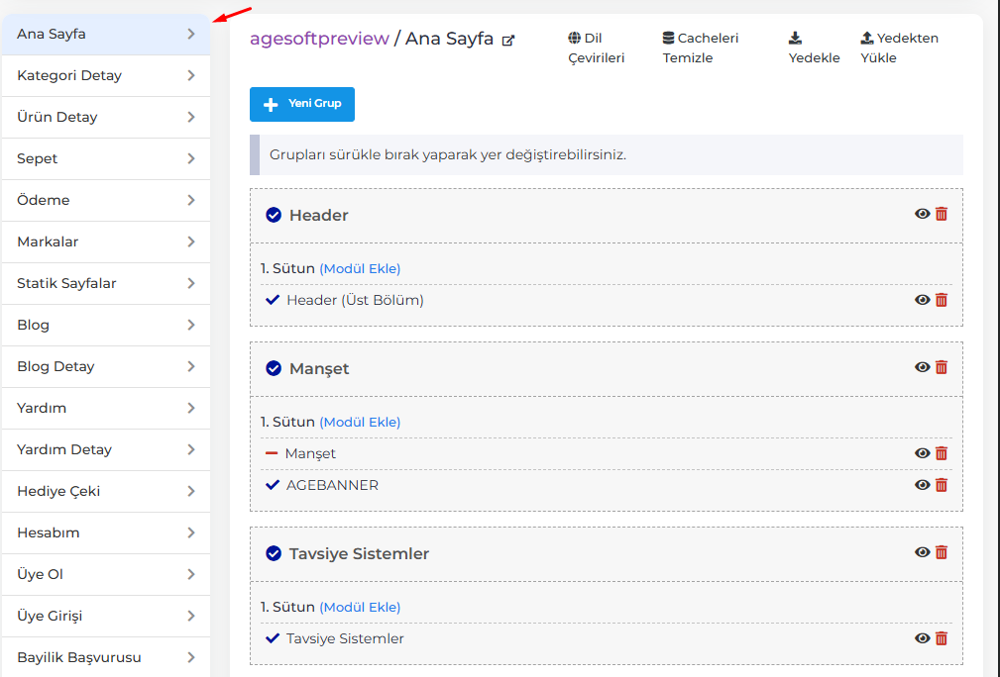 Ana Sayfa
Kategori Detay
Ürün Detay
Sepet
Ödeme
Markalar
Statik Sayfalar
Blog
Blog Detay
Yardım
Yardım Detay
Hediye Çeki
Hesabım
Üye Ol
Üye Girişi
Bayilik Başvurusu
agesoftpreview / Ana Sayfa
Dil
Çevirileri
Cacheleri
Temizle
Yedekle
Yedekten
Yükle
Yeni Grup
Grupları sürükle bırak yaparak yer değiştirebilirsiniz.
Header
1. Sütun (Modül Ekle)
Header (Üst Bölüm)
Manşet
1. Sütun (Modül Ekle)
Manşet
AGEBANNER
Tavsiye Sistemler
1. Sütun (Modül Ekle)
Tavsiye Sistemler